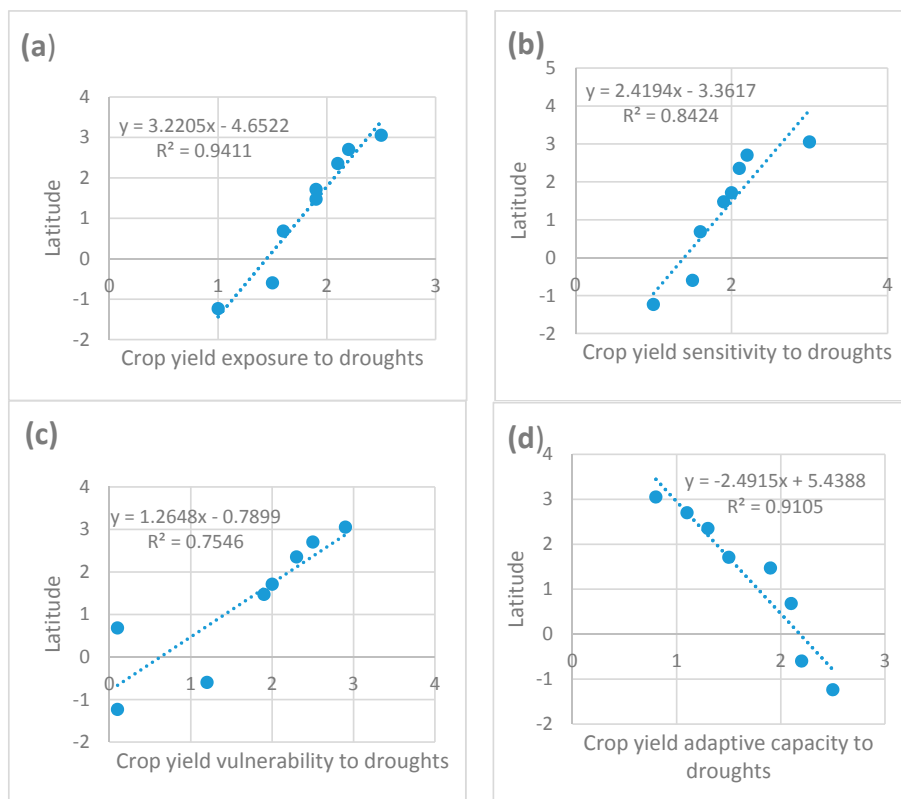 (a)
y = 3.2205x - 4.6522
R² = 0.9411
4
3
2
1
0
-1
-2
0
1
2
3
Latitude
Crop yield exposure to droughts
(b)
y = 2.4194x - 3.3617
R² = 0.8424
5
4
3
2
1
0
-1
-2
0
2
4
Latitude
Crop yield sensitivity to droughts
(c)
y = 1.2648x - 0.7899
R² = 0.7546
4
3
2
1
0
-1
-2
0
1
2
3
4
Latitude
Crop yield vulnerability to droughts
(d)
y = -2.4915x + 5.4388
R² = 0.9105
4
3
2
1
0
-1
-2
0
1
2
3
Latitude
Crop yield adaptive capacity to
droughts